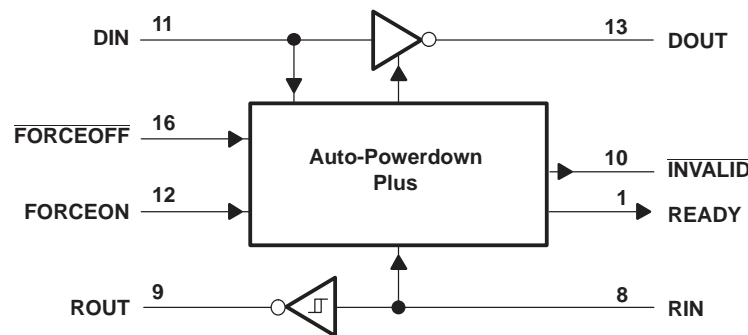 DIN 11 13 DOUT
FORCEOFF 16
Auto-Powerdown
Plus
10 INVALID
FORCEON 12
1 READY
ROUT 9 8 RIN